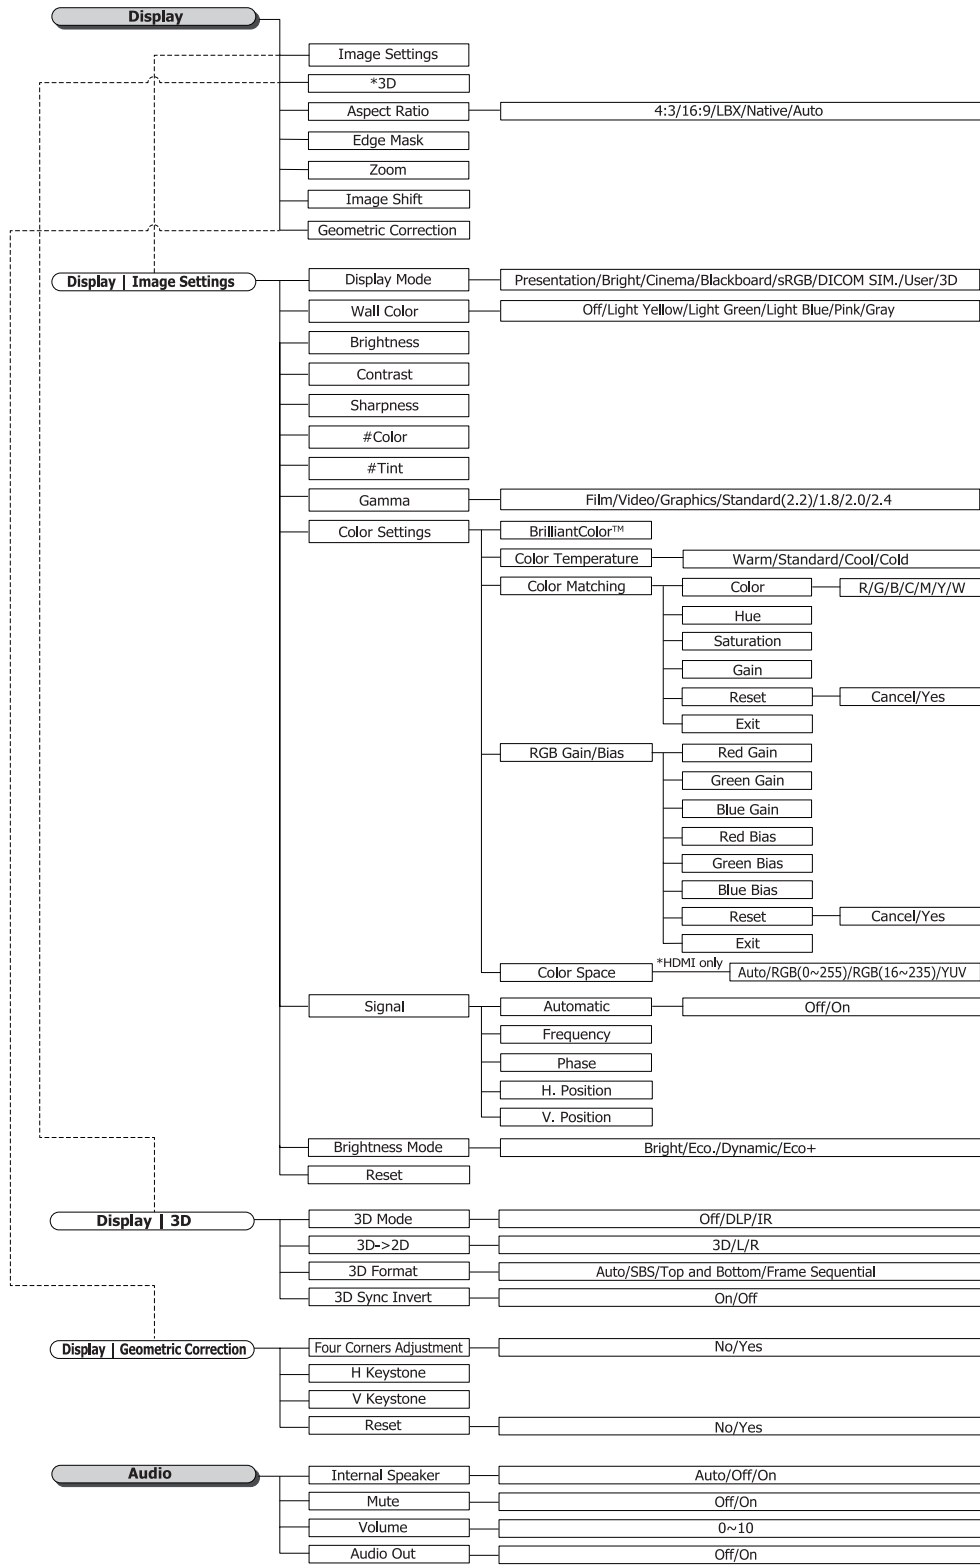 Display
Image Settings
*3D
Aspect Ratio 4:3/16:9/LBX/Native/Auto
Edge Mask
Zoom
Image Shift
Geometric Correction
Display | Image Settings Display Mode Presentation/Bright/Cinema/Blackboard/sRGB/DICOM SIM./User/3D
Wall Color Off/Light Yellow/Light Green/Light Blue/Pink/Gray
Brightness
Contrast
Sharpness
#Color
#Tint
Gamma Film/Video/Graphics/Standard(2.2)/1.8/2.0/2.4
Color Settings BrilliantColor™
Color Temperature Warm/Standard/Cool/Cold
Color Matching Color R/G/B/C/M/Y/W
Hue
Saturation
Gain
Reset Cancel/Yes
Exit
RGB Gain/Bias Red Gain
Green Gain
Blue Gain
Red Bias
Green Bias
Blue Bias
Reset Cancel/Yes
Exit
Color Space *HDMI only Auto/RGB(0~255)/RGB(16~235)/YUV
Signal Automatic Off/On
Frequency
Phase
H. Position
V. Position
Brightness Mode Bright/Eco./Dynamic/Eco+
Reset
Display | 3D 3D Mode Off/DLP/IR
3D->2D 3D/L/R
3D Format Auto/SBS/Top and Bottom/Frame Sequential
3D Sync Invert On/Off
Display | Geometric Correction Four Corners Adjustment No/Yes
H Keystone
V Keystone
Reset No/Yes
Audio Internal Speaker Auto/Off/On
Mute Off/On
Volume 0~10
Audio Out Off/On